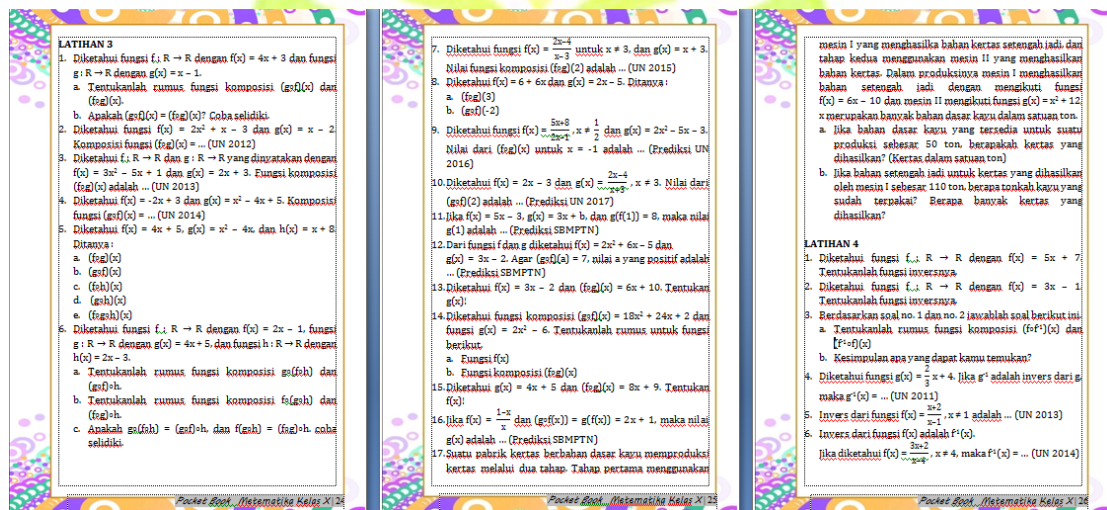 LATIHAN 3
1. Diketahui fungsi f : R → R dengan f(x) = 4x + 3 dan fungsi
g : R → R dengan g(x) = x – 1.
a. Tentukanlah rumus fungsi komposisi (g∘f)(x) dan
(f∘g)(x).
b. Apakah (g∘f)(x) = (f∘g)(x)? Coba selidiki.
2. Diketahui fungsi f(x) = 2x² + x – 3 dan g(x) = x – 2.
Komposisi fungsi (f∘g)(x) = ... (UN 2012)
3. Diketahui f : R → R dan g : R → R yang dinyatakan dengan
f(x) = 3x² – 5x + 1 dan g(x) = 2x + 3. Fungsi komposisi
(f∘g)(x) adalah ... (UN 2013)
4. Diketahui f(x) = -2x + 3 dan g(x) = x² – 4x + 5. Komposisi
fungsi (g∘f)(x) = ... (UN 2014)
5. Diketahui f(x) = 4x + 5, g(x) = x² – 4x, dan h(x) = x + 8
Ditanya :
a. (f∘g)(x)
b. (g∘f)(x)
c. (f∘h)(x)
d. (g∘h)(x)
e. (f∘g∘h)(x)
6. Diketahui fungsi f : R → R dengan f(x) = 2x – 1, fungsi
g : R → R dengan g(x) = 4x + 5, dan fungsi h : R → R dengan
h(x) = 2x – 3.
a. Tentukanlah rumus fungsi komposisi g∘(f∘h) dan
(g∘f)∘h.
b. Tentukanlah rumus fungsi komposisi f∘(g∘h) dan
(f∘g)∘h.
c. Apakah g∘(f∘h) = (g∘f)∘h, dan f(g∘h) = (f∘g)∘h. coba
selidiki.
Pocket Book Metematika Kelas X | 24
7. Diketahui fungsi f(x) = (2x–4)/(x–3) untuk x ≠ 3, dan g(x) = x + 3.
Nilai fungsi komposisi (f∘g)(2) adalah ... (UN 2015)
8. Diketahui f(x) = 6 + 6x dan g(x) = 2x – 5. Ditanya :
a. (f∘g)(3)
b. (g∘f)(-2)
9. Diketahui fungsi f(x) = (5x+8)/(2x–1), x ≠ 1/2 dan g(x) = 2x² – 5x – 3.
Nilai dari (f∘g)(x) untuk x = -1 adalah ... (Prediksi UN
2016)
10. Diketahui f(x) = 2x – 3 dan g(x) = (2x–4)/(x+3), x ≠ 3. Nilai dari
(g∘f)(2) adalah ... (Prediksi UN 2017)
11. Jika f(x) = 5x – 3, g(x) = 3x + b, dan g(f(1)) = 8, maka nilai
g(1) adalah ... (Prediksi SBMPTN)
12. Dari fungsi f dan g diketahui f(x) = 2x² + 6x – 5 dan
g(x) = 3x – 2. Agar (g∘f)(a) = 7, nilai a yang positif adalah
... (Prediksi SBMPTN)
13. Diketahui f(x) = 3x – 2 dan (f∘g)(x) = 6x + 10. Tentukan
g(x)!
14. Diketahui fungsi komposisi (g∘f)(x) = 18x² + 24x + 2 dan
fungsi g(x) = 2x² – 6. Tentukanlah rumus untuk fungsi
berikut.
a. Fungsi f(x)
b. Fungsi komposisi (f∘g)(x)
15. Diketahui g(x) = 4x + 5 dan (f∘g)(x) = 8x + 9. Tentukan
f(x)!
16. Jika f(x) = (1–x)/x dan (g∘f(x)) = g(f(x)) = 2x + 1, maka nilai
g(x) adalah ... (Prediksi SBMPTN)
17. Suatu pabrik kertas berbahan dasar kayu memproduksi
kertas melalui dua tahap. Tahap pertama menggunakan
Pocket Book Metematika Kelas X | 25
mesin I yang menghasilka bahan kertas setengah jadi, dan
tahap kedua menggunakan mesin II yang menghasilkan
bahan kertas. Dalam produksinya mesin I menghasilkan
bahan setengah jadi dengan mengikuti fungsi
f(x) = 6x – 10 dan mesin II mengikuti fungsi g(x) = x² + 12
x merupakan banyak bahan dasar kayu dalam satuan ton.
a. Jika bahan dasar kayu yang tersedia untuk suatu
produksi sebesar 50 ton, berapakah kertas yang
dihasilkan? (Kertas dalam satuan ton)
b. Jika bahan setengah jadi untuk kertas yang dihasilkan
oleh mesin I sebesar 110 ton, berapa tonkah kayu yang
sudah terpakai? Berapa banyak kertas yang
dihasilkan?
LATIHAN 4
1. Diketahui fungsi f : R → R dengan f(x) = 5x + 7
Tentukanlah fungsi inversnya.
2. Diketahui fungsi f : R → R dengan f(x) = 3x – 1
Tentukanlah fungsi inversnya.
3. Berdasarkan soal no. 1 dan no. 2 jawablah soal berikut ini.
a. Tentukanlah rumus fungsi komposisi (f∘f¹)(x) dan
(f¹∘f)(x)
b. Kesimpulan apa yang dapat kamu temukan?
4. Diketahui fungsi g(x) = 2/3 x + 4. Jika g⁻¹ adalah invers dari g,
maka g⁻¹(x) = ... (UN 2011)
5. Invers dari fungsi f(x) = (x+2)/(x–1), x ≠ 1 adalah ... (UN 2013)
6. Invers dari fungsi f(x) adalah f¹(x).
Jika diketahui f(x) = (3x+2)/(x–4), x ≠ 4, maka f¹(x) = ... (UN 2014)
Pocket Book Metematika Kelas X | 26